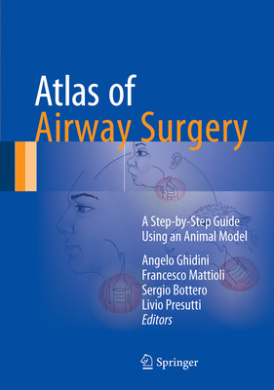 Atlas of
Airway Surgery
A Step-by-Step Guide
Using an Animal Model
Angelo Ghidini
Francesco Mattioli
Sergio Bottero
Livio Presutti
Editors
Springer